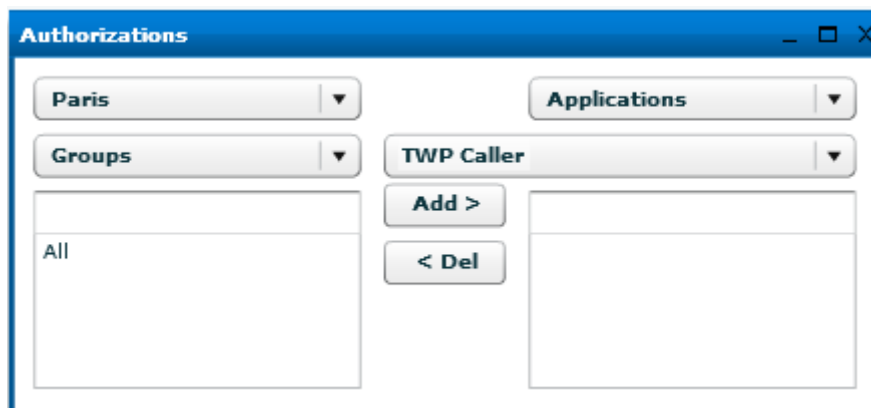 Authorizations
Paris
Applications
Groups
TWP Caller
Add >
All
< Del